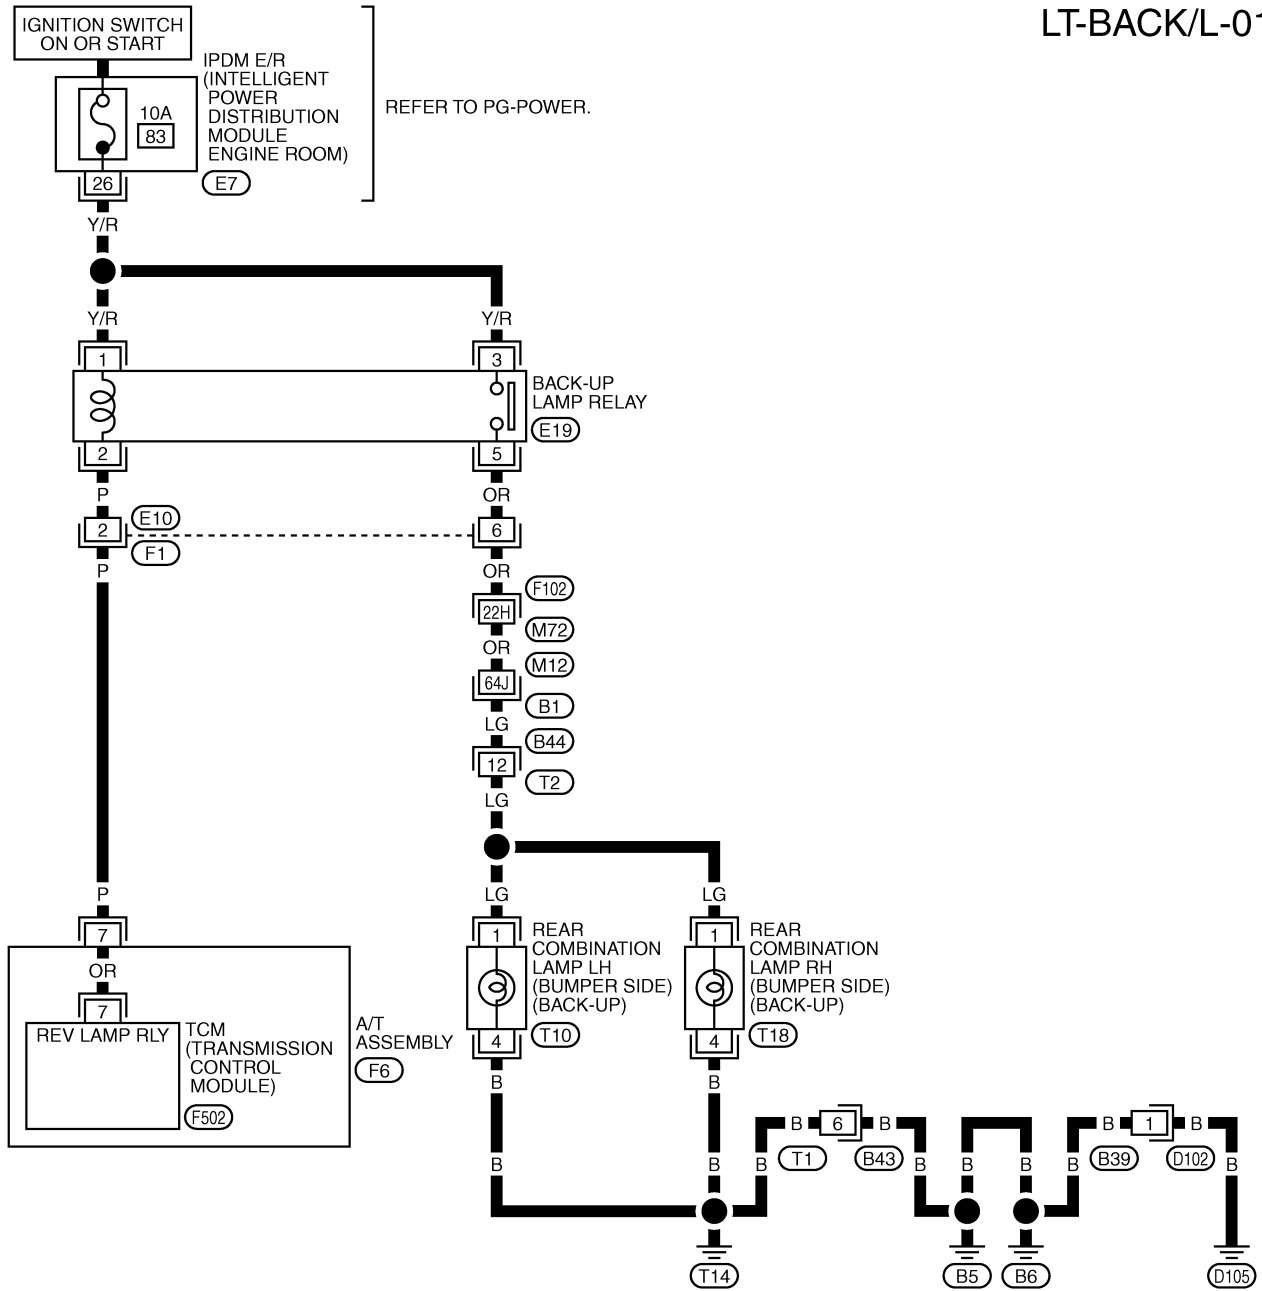 LT-BACK/L-01
IGNITION SWITCH
ON OR START
IPDM E/R
(INTELLIGENT
POWER
DISTRIBUTION
MODULE
ENGINE ROOM)
E7
REFER TO PG-POWER.
10A
83
26
Y/R
Y/R
Y/R
1
3
BACK-UP
LAMP RELAY
E19
2
5
P
OR
2
E10
F1
6
P
OR
F102
22H
M72
OR
M12
64J
B1
LG
B44
12
T2
LG
P
LG
LG
7
OR
7
REV LAMP RLY
TCM
(TRANSMISSION
CONTROL
MODULE)
F502
A/T
ASSEMBLY
F6
1
REAR
COMBINATION
LAMP LH
(BUMPER SIDE)
(BACK-UP)
T10
4
1
REAR
COMBINATION
LAMP RH
(BUMPER SIDE)
(BACK-UP)
T18
4
B
B
B 6 B
B 1 B
T1
B43
B39
D102
B
B
B
B
B
B
B
B
T14
B5
B6
D105